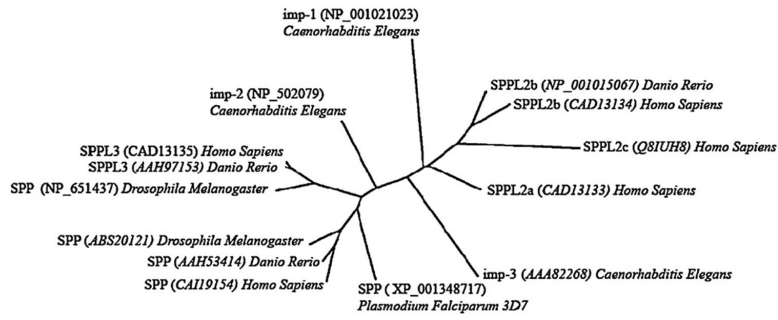 imp-1 (NP_001021023)
Caenorhabditis Elegans
SPPL2b (NP_001015067) Danio Rerio
imp-2 (NP_502079)
Caenorhabditis Elegans
SPPL2b (CAD13134) Homo Sapiens
SPPL2c (Q8IUH8) Homo Sapiens
SPPL3 (CAD13135) Homo Sapiens
SPPL3 (AAH97153) Danio Rerio
SPP (NP_651437) Drosophila Melanogaster
SPPL2a (CAD13133) Homo Sapiens
SPP (ABS20121) Drosophila Melanogaster
SPP (AAH53414) Danio Rerio
SPP (CAI19154) Homo Sapiens
imp-3 (AAA82268) Caenorhabditis Elegans
SPP ( XP_001348717)
Plasmodium Falciparum 3D7